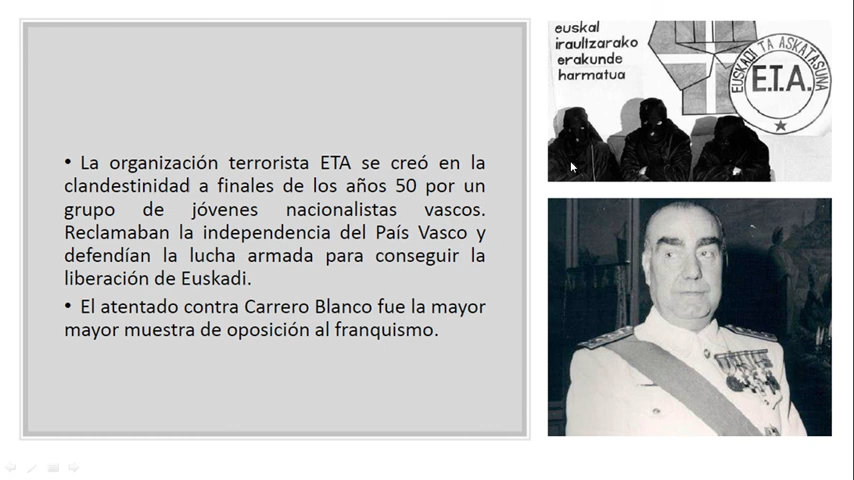 • La organización terrorista ETA se creó en la
clandestinidad a finales de los años 50 por un
grupo de jóvenes nacionalistas vascos.
Reclamaban la independencia del País Vasco y
defendían la lucha armada para conseguir la
liberación de Euskadi.
• El atentado contra Carrero Blanco fue la mayor
mayor muestra de oposición al franquismo.
euskal
iraultzarako
erakunde
harmatua
EUSKADI TA ASKATASUNA
E.T.A.